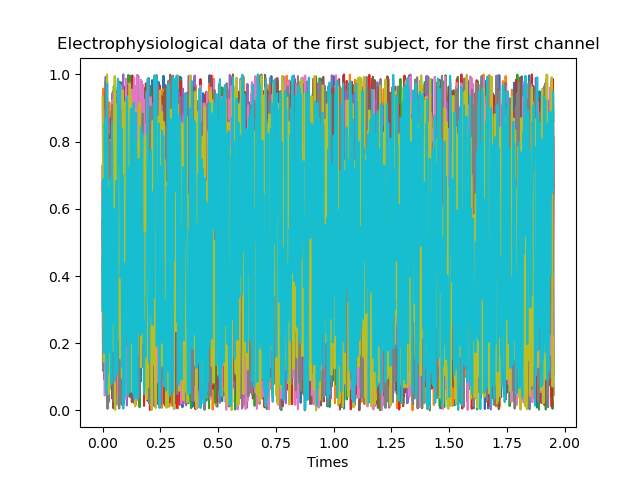 Electrophysiological data of the first subject, for the first channel
1.0
0.8
0.6
0.4
0.2
0.0
0.00 0.25 0.50 0.75 1.00 1.25 1.50 1.75 2.00
Times